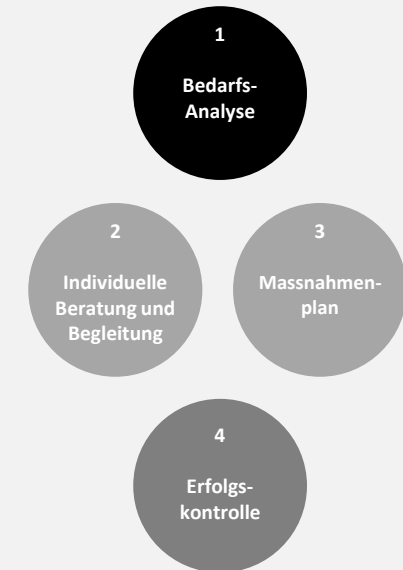 1
Bedarfs-
Analyse
2
Individuelle
Beratung und
Begleitung
3
Massnahmen-
plan
4
Erfolgs-
kontrolle